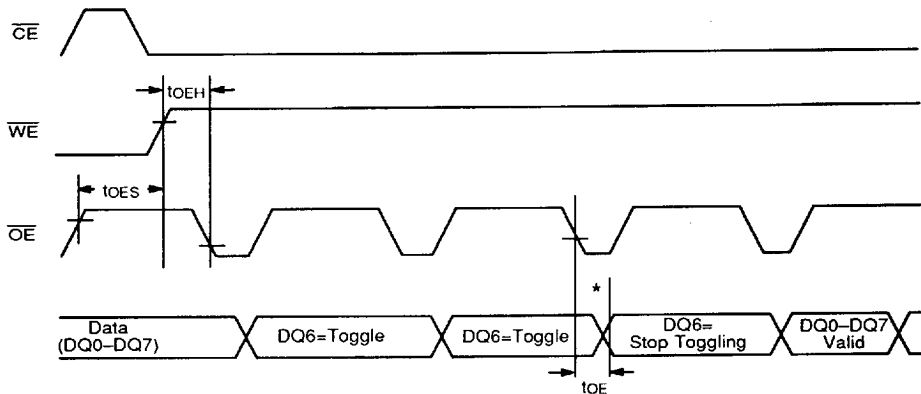 CE
tOEH
WE
tOES
OE
*
Data
(DQ0–DQ7)
DQ6=Toggle
DQ6=Toggle
DQ6=
Stop Toggling
DQ0–DQ7
Valid
tOE